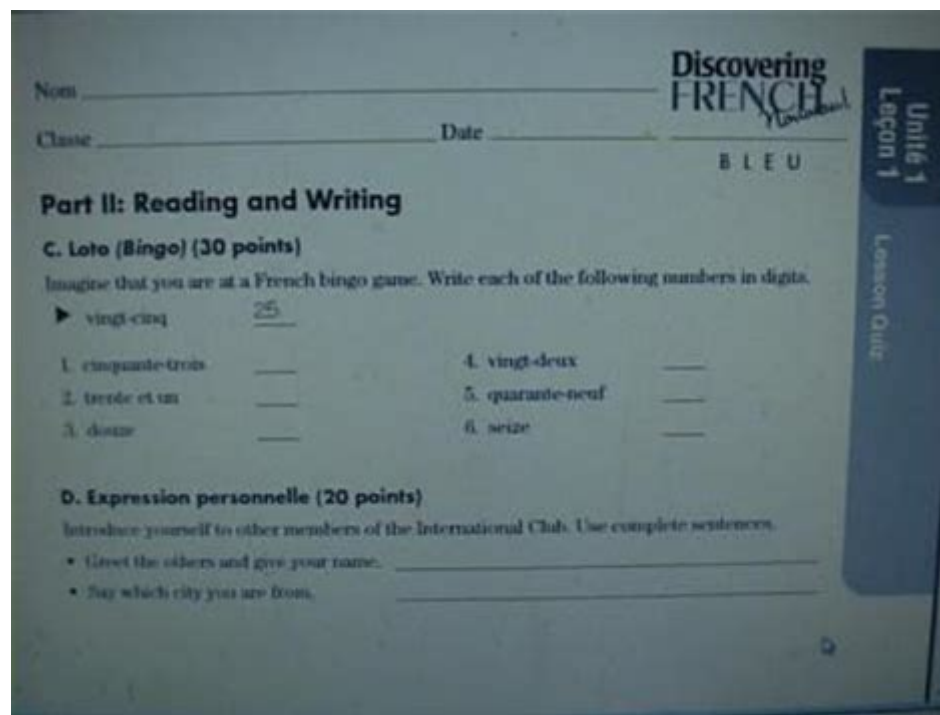 Nom
Discovering
FRENCH
Nouveau!
Classe Date
BLEU
Unité 1
Leçon 1
Lesson Quiz
Part II: Reading and Writing
C. Loto (Bingo) (30 points)
Imagine that you are at a French bingo game. Write each of the following numbers in digits.
▶ vingt-cinq 25
1. cinquante-trois
2. trente et un
3. douze
4. vingt-deux
5. quarante-neuf
6. seize
D. Expression personnelle (20 points)
Introduce yourself to other members of the International Club. Use complete sentences.
• Greet the others and give your name.
• Say which city you are from.